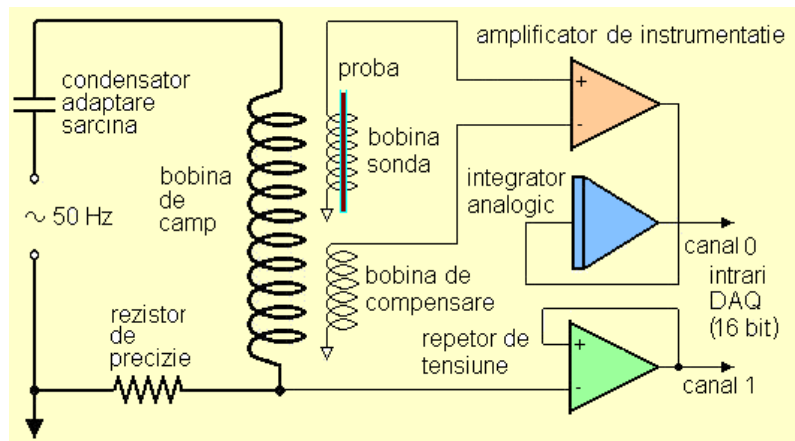 amplificator de instrumentatie
condensator
adaptare
sarcina
proba
+
-
bobina
sonda
bobina
de
camp
integrator
analogic
~ 50 Hz
canal 0
bobina de
compensare
intrari
DAQ
(16 bit)
rezistor
de
precizie
repetor de
tensiune
+
-
canal 1